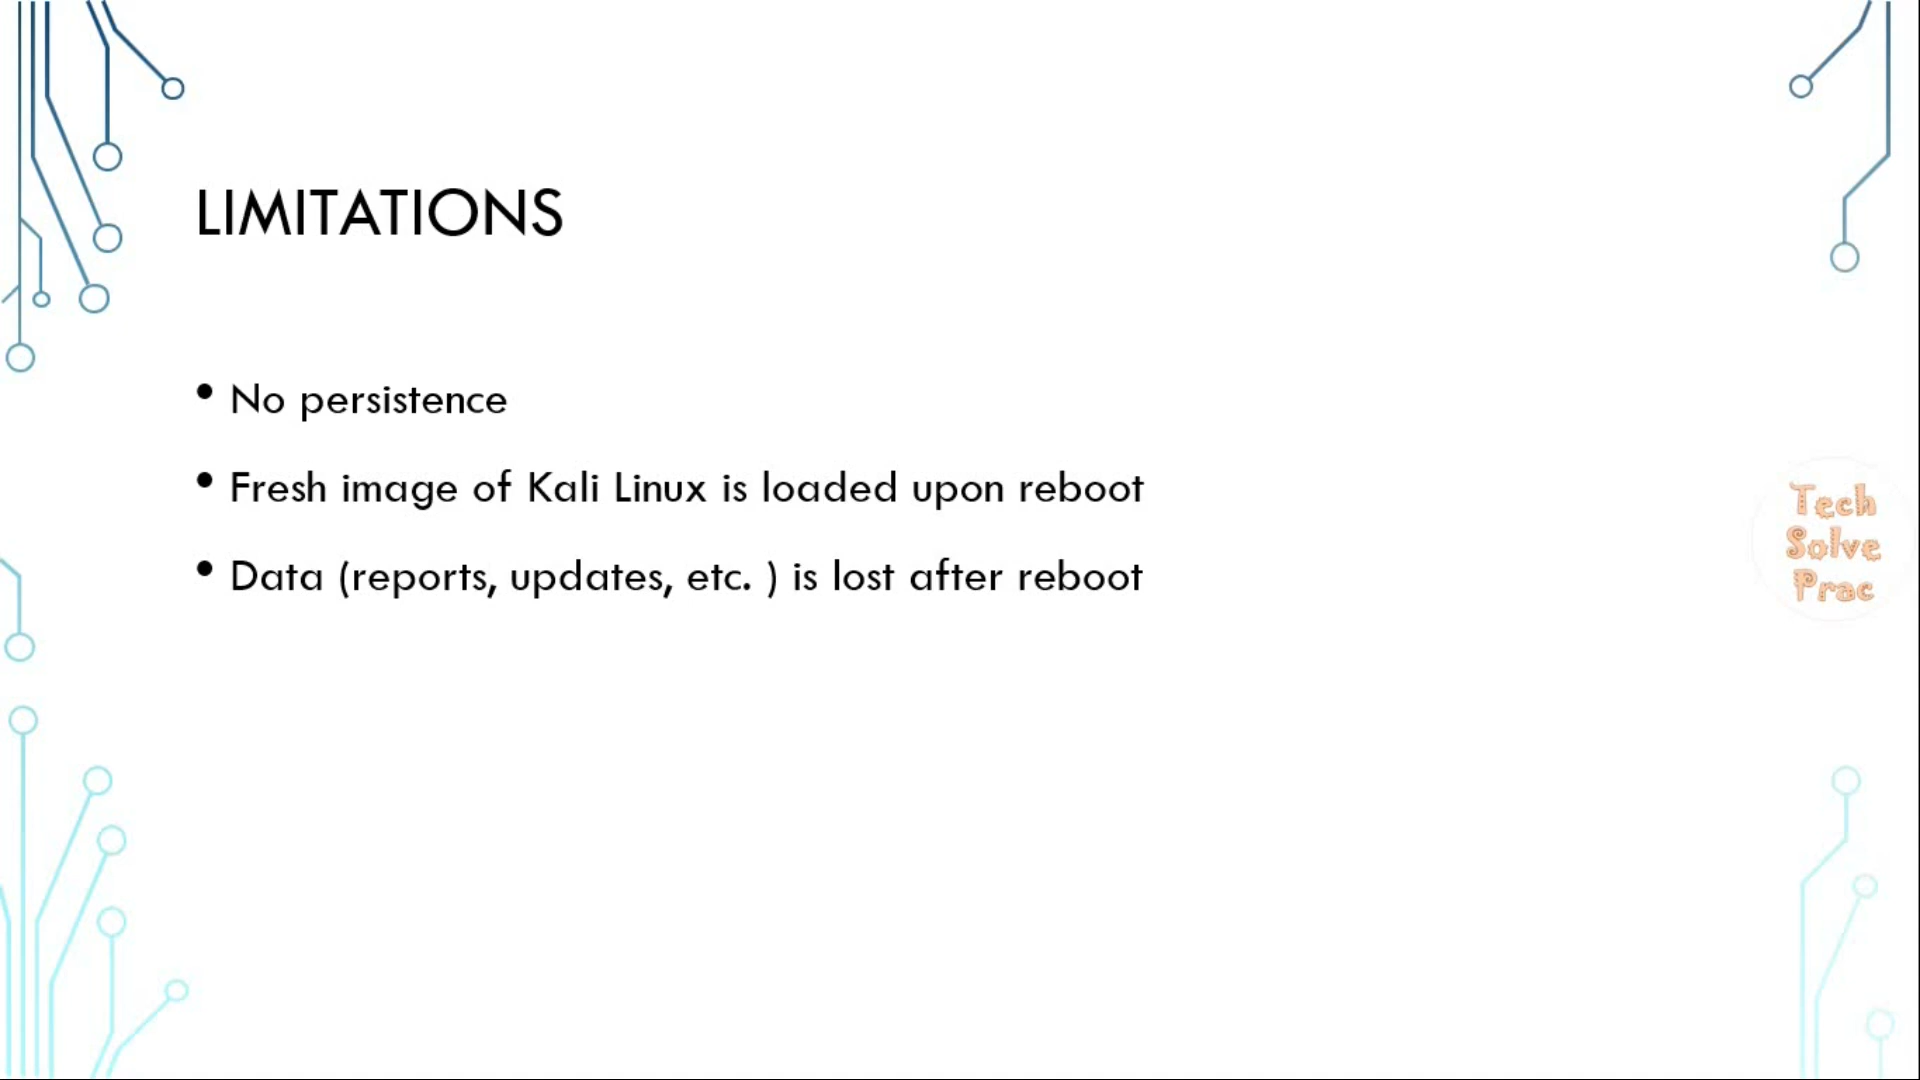 LIMITATIONS
• No persistence
• Fresh image of Kali Linux is loaded upon reboot
• Data (reports, updates, etc. ) is lost after reboot
Tech
Solve
Prac